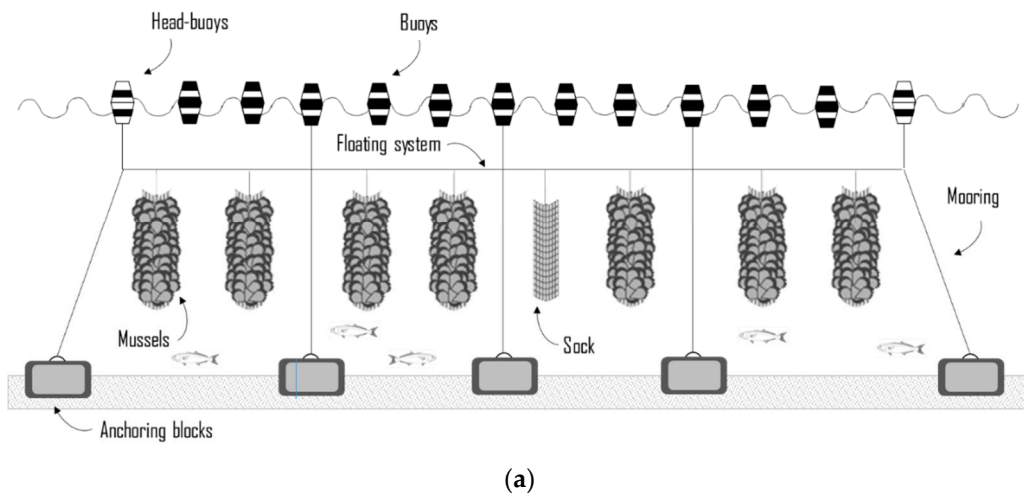 Head-buoys
Buoys
Floating system
Mooring
Mussels
Sock
Anchoring blocks
(a)